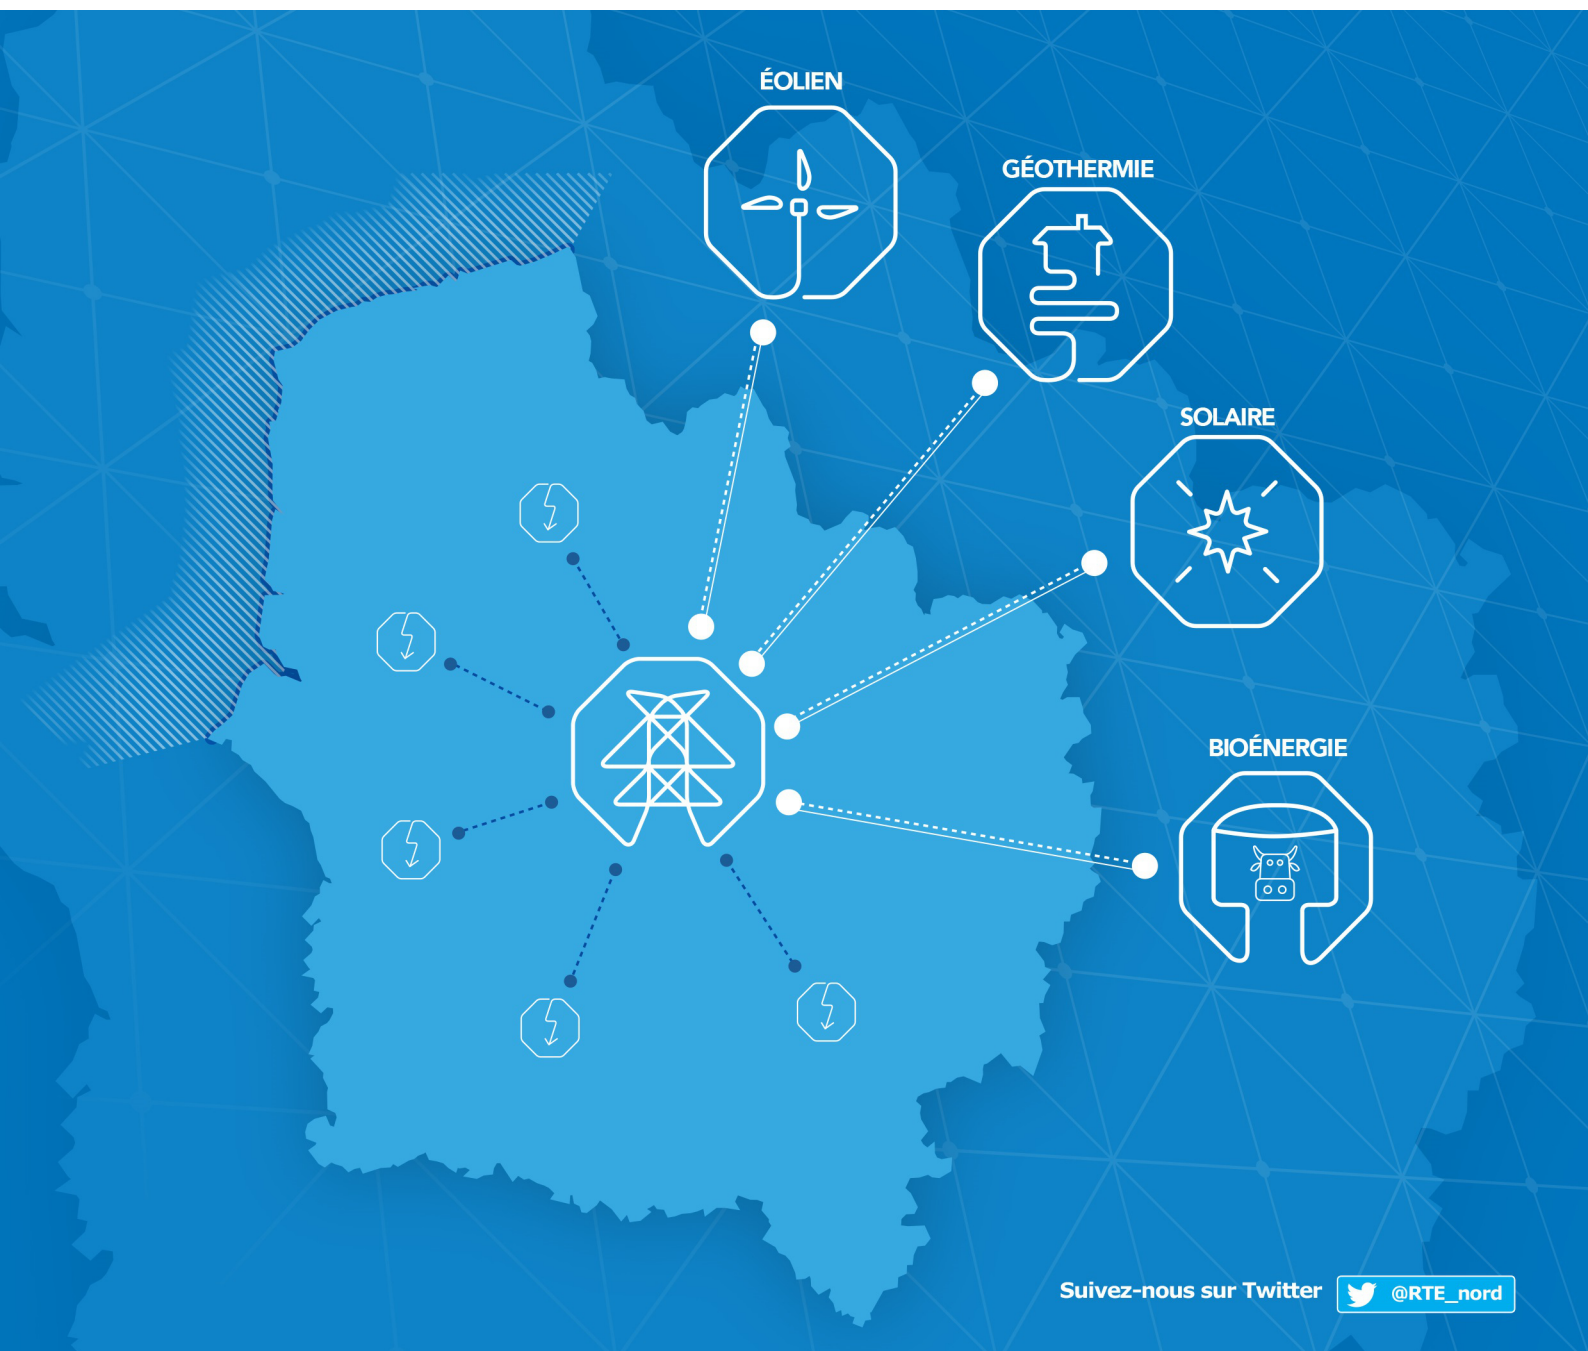 ÉOLIEN
GÉOTHERMIE
SOLAIRE
BIOÉNERGIE
Suivez-nous sur Twitter @RTE_nord